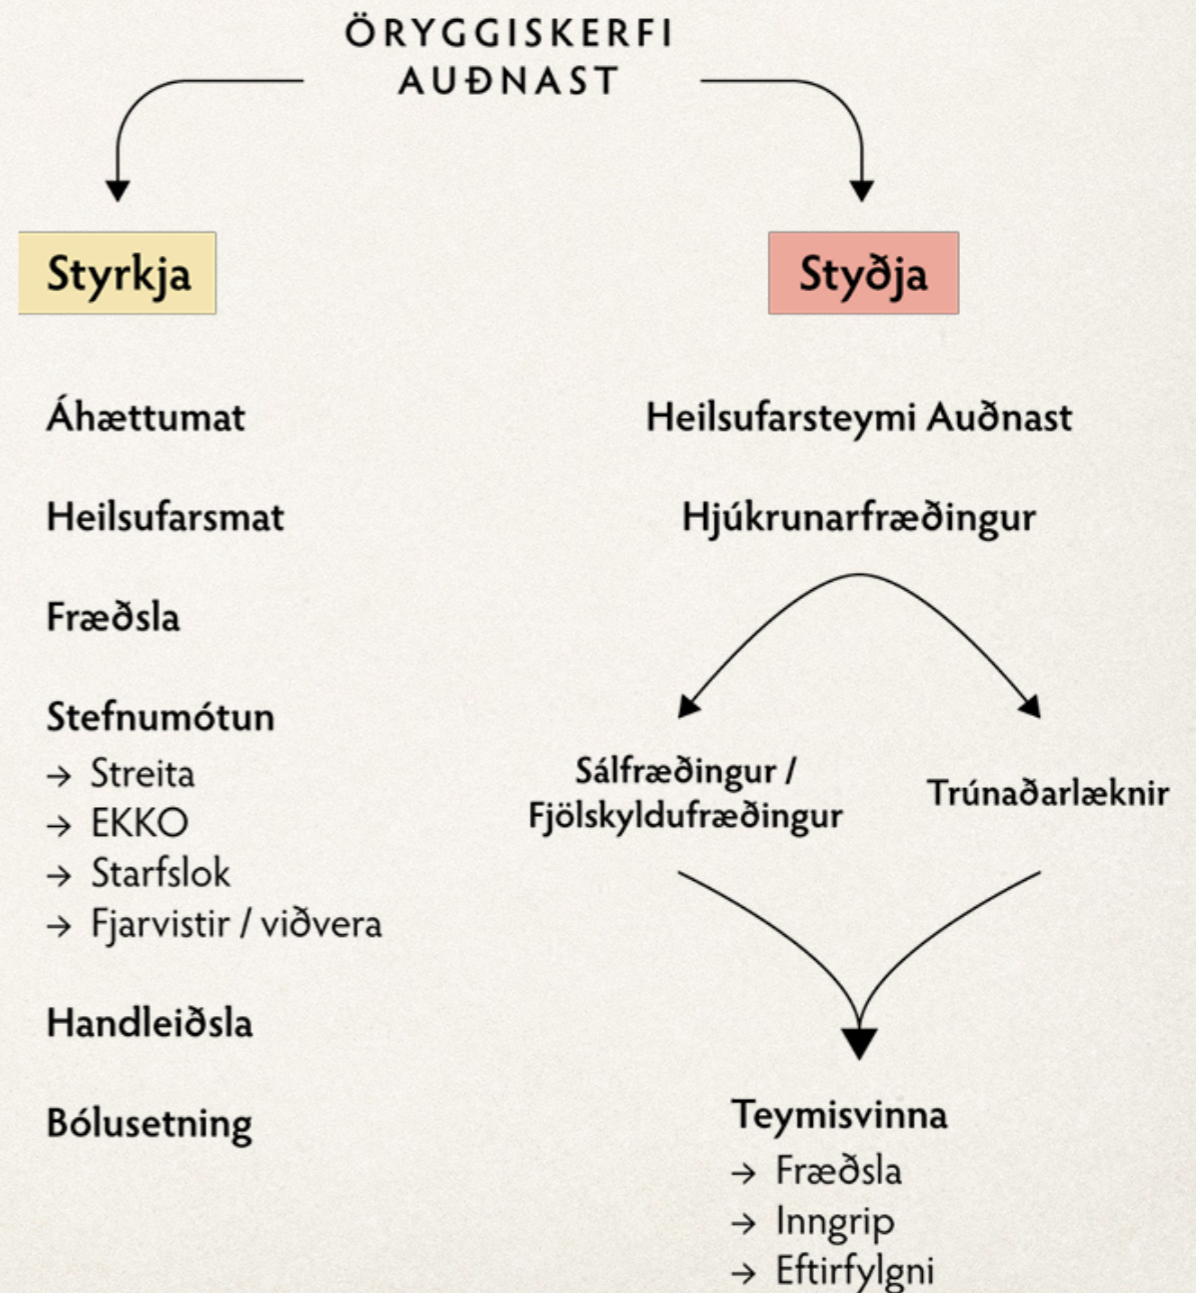 ÖRYGGISKERFI
AUÐNAST
Styrkja
Áhættumat
Heilsufarsmat
Fræðsla
Stefnumótun
→ Streita
→ EKKO
→ Starfslok
→ Fjarvistir / viðvera
Handleiðsla
Bólusetning
Styðja
Heilsufarsteymi Auðnast
Hjúkrunarfræðingur
Sálfræðingur /
Fjölskyldufræðingur
Trúnaðarlæknir
Teymisvinna
→ Fræðsla
→ Inngrip
→ Eftirfylgni